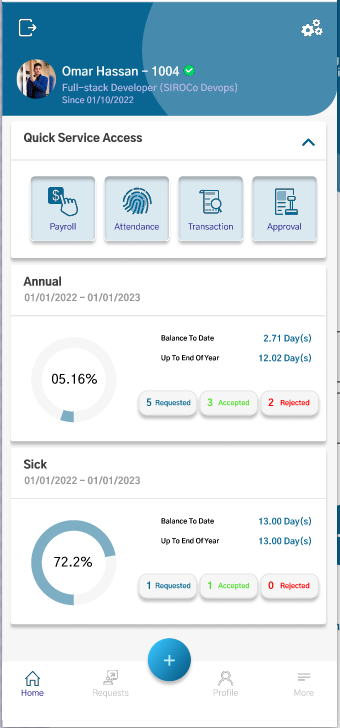 Omar Hassan - 1004
Full-stack Developer (SIROCo Devops)
Since 01/10/2022
Quick Service Access
$
Payroll
Attendance
Transaction
Approval
Annual
01/01/2022 - 01/01/2023
05.16%
Balance To Date 2.71 Day(s)
Up To End Of Year 12.02 Day(s)
5 Requested 3 Accepted 2 Rejected
Sick
01/01/2022 - 01/01/2023
72.2%
Balance To Date 13.00 Day(s)
Up To End Of Year 13.00 Day(s)
1 Requested 1 Accepted 0 Rejected
+
Home Requests Profile More